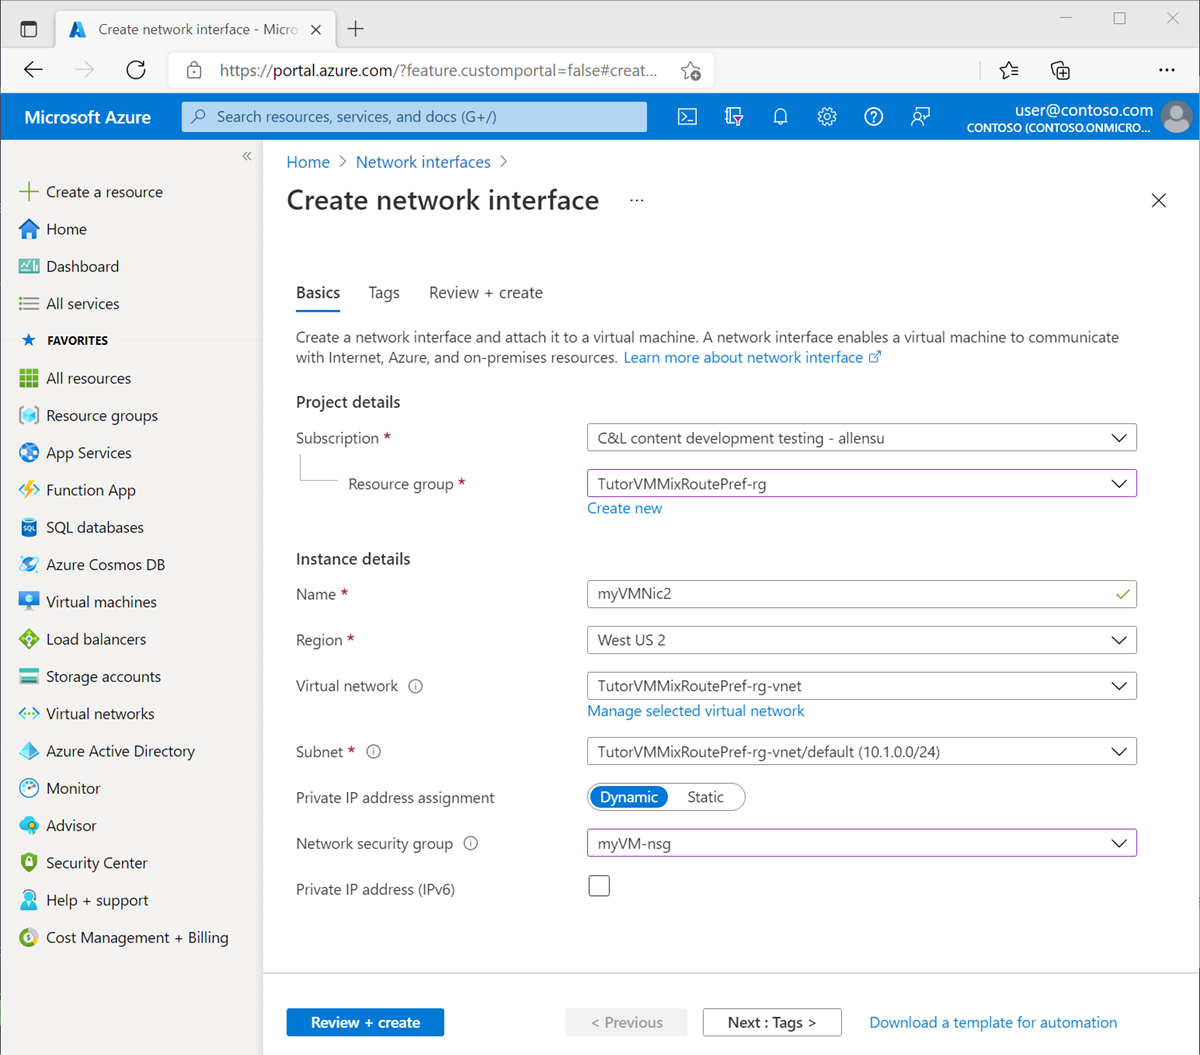 Create network interface - Micro
https://portal.azure.com/?feature.customportal=false#creat...
Microsoft Azure
Search resources, services, and docs (G+/)
user@contoso.com
CONTOSO (CONTOSO.ONMICRO...
«
Create a resource
Home
Dashboard
All services
FAVORITES
All resources
Resource groups
App Services
Function App
SQL databases
Azure Cosmos DB
Virtual machines
Load balancers
Storage accounts
Virtual networks
Azure Active Directory
Monitor
Advisor
Security Center
Help + support
Cost Management + Billing
Home > Network interfaces >
Create network interface ...
Basics Tags Review + create
Create a network interface and attach it to a virtual machine. A network interface enables a virtual machine to communicate
with Internet, Azure, and on-premises resources. Learn more about network interface
Project details
Subscription * C&L content development testing - allensu
Resource group * TutorVMMixRoutePref-rg
Create new
Instance details
Name * myVMNic2
Region * West US 2
Virtual network TutorVMMixRoutePref-rg-vnet
Manage selected virtual network
Subnet * TutorVMMixRoutePref-rg-vnet/default (10.1.0.0/24)
Private IP address assignment Dynamic Static
Network security group myVM-nsg
Private IP address (IPv6)
Review + create < Previous Next : Tags > Download a template for automation